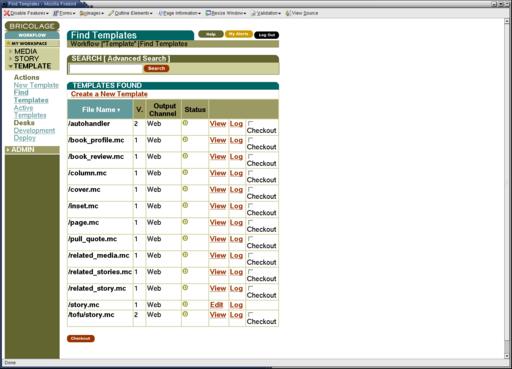 Find Templates - Mozilla Firebird
Disable Features Forms Images Outline Elements Page Information Resize Window Validation View Source
BRICOLAGE
WORKFLOW
MY WORKSPACE
MEDIA
STORY
TEMPLATE
Actions
New Template
Find
Templates
Active
Templates
Desks
Development
Deploy
ADMIN
Find Templates
Help My Alerts Log Out
Workflow | "Template" | Find Templates
SEARCH [ Advanced Search ]
Search
TEMPLATES FOUND
Create a New Template
File Name V. Output Channel Status
/autohandler 2 Web View Log Checkout
/book_profile.mc 1 Web View Log Checkout
/book_review.mc 1 Web View Log Checkout
/column.mc 1 Web View Log Checkout
/cover.mc 1 Web View Log Checkout
/inset.mc 1 Web View Log Checkout
/page.mc 1 Web View Log Checkout
/pull_quote.mc 1 Web View Log Checkout
/related_media.mc 1 Web View Log Checkout
/related_stories.mc 1 Web View Log Checkout
/related_story.mc 1 Web View Log Checkout
/story.mc 1 Web Edit Log
/tofu/story.mc 2 Web View Log Checkout
Checkout
Done